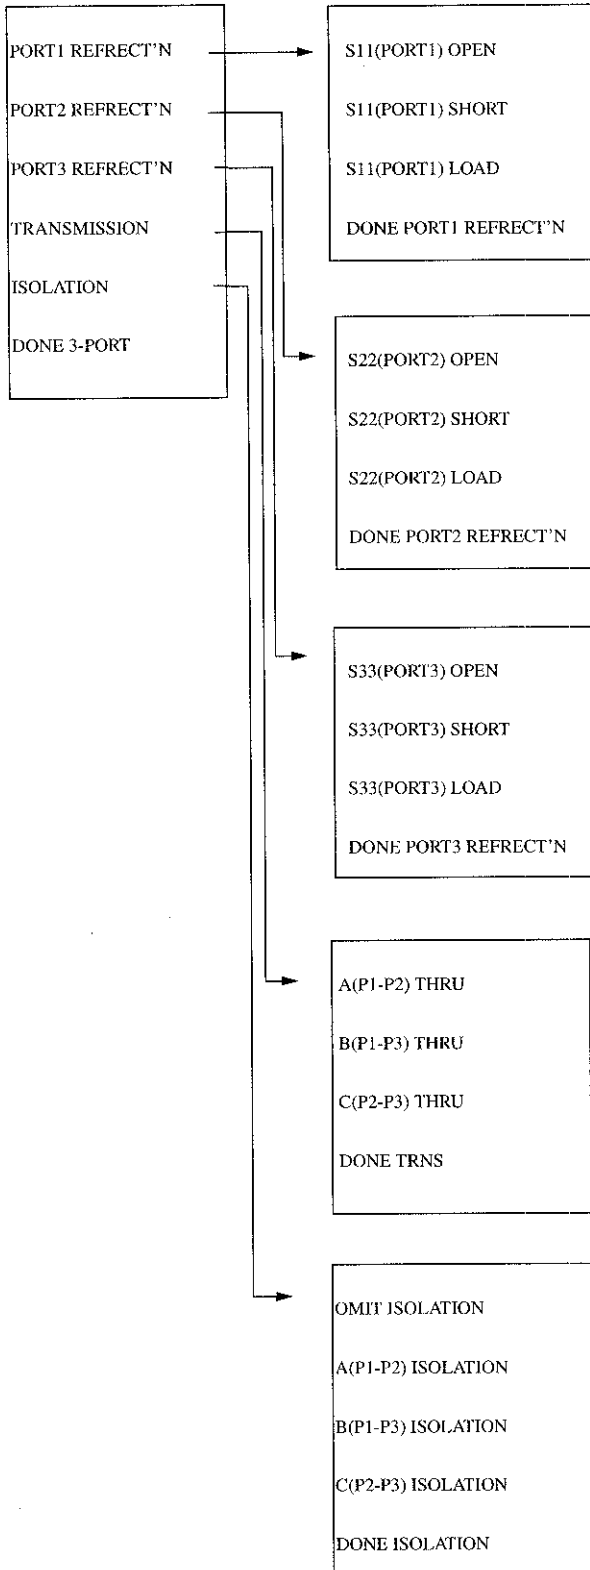 PORT1 REFRECT'N
PORT2 REFRECT'N
PORT3 REFRECT'N
TRANSMISSION
ISOLATION
DONE 3-PORT
S11(PORT1) OPEN
S11(PORT1) SHORT
S11(PORT1) LOAD
DONE PORT1 REFRECT'N
S22(PORT2) OPEN
S22(PORT2) SHORT
S22(PORT2) LOAD
DONE PORT2 REFRECT'N
S33(PORT3) OPEN
S33(PORT3) SHORT
S33(PORT3) LOAD
DONE PORT3 REFRECT'N
A(P1-P2) THRU
B(P1-P3) THRU
C(P2-P3) THRU
DONE TRNS
OMIT ISOLATION
A(P1-P2) ISOLATION
B(P1-P3) ISOLATION
C(P2-P3) ISOLATION
DONE ISOLATION